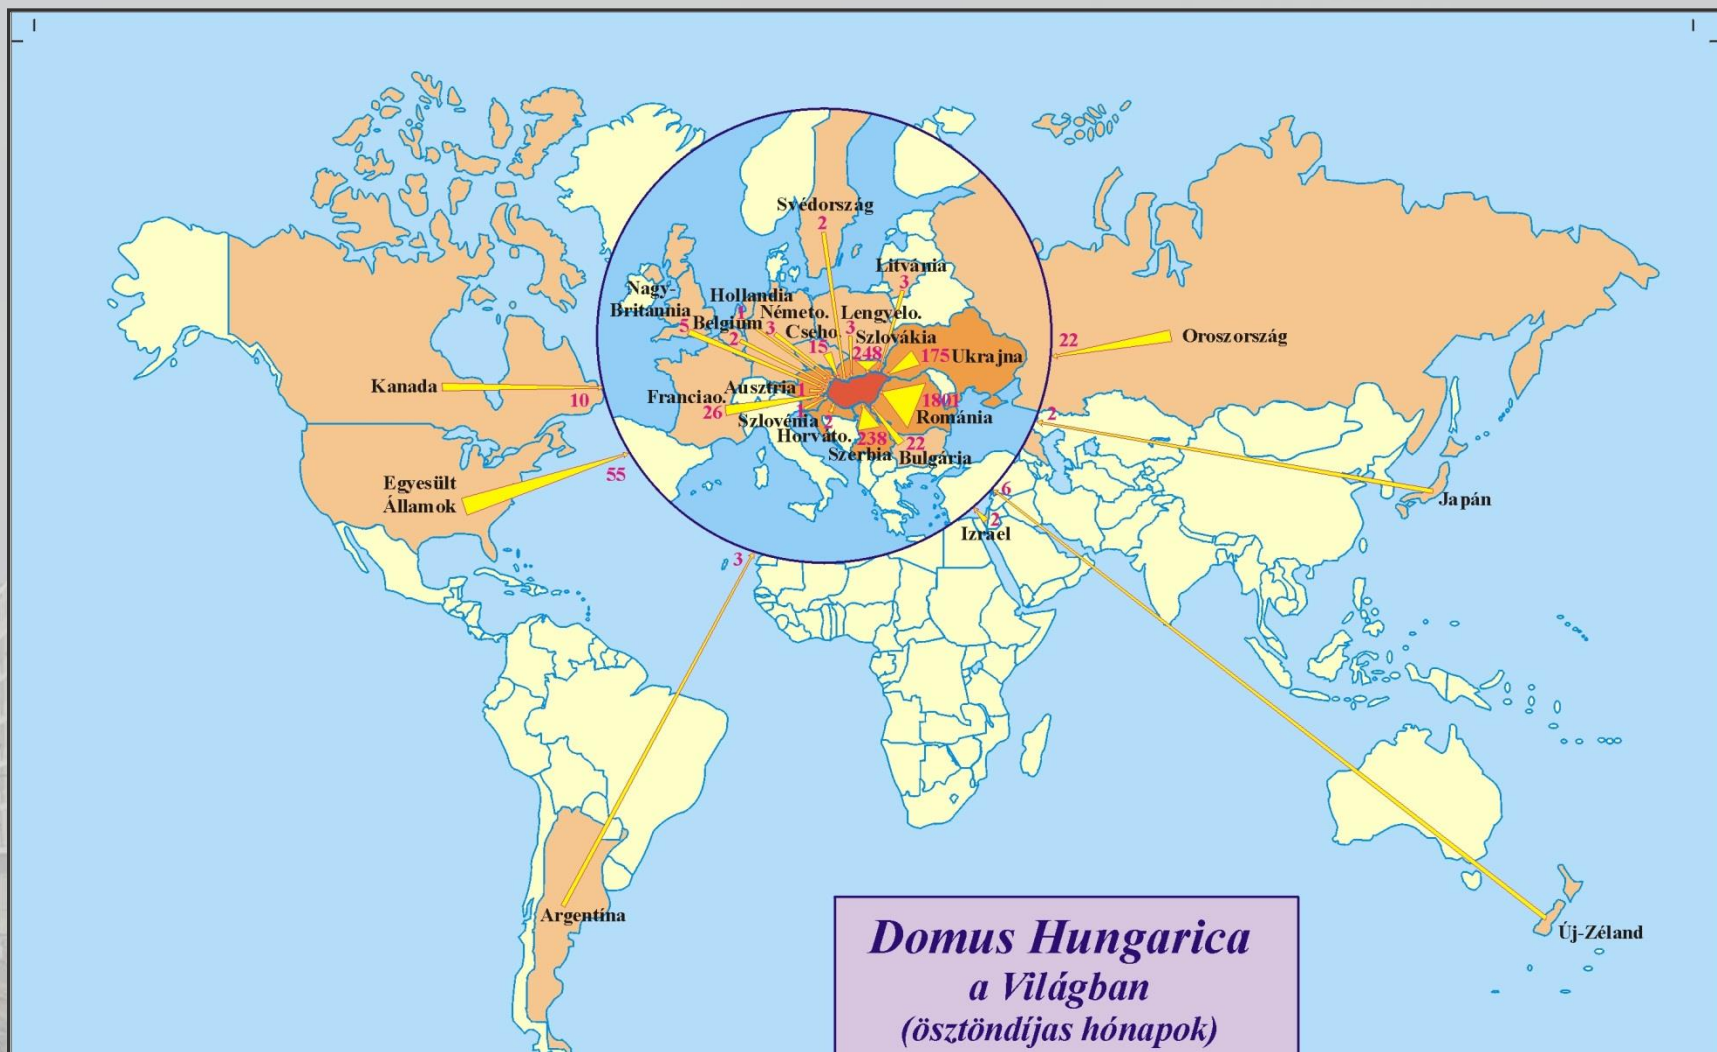 Svédország
2
Litvánia
3
Nagy-
Britannia
5
Hollandia
1
Belgium
2
Németo.
3
Cseho.
15
Lengyelo.
3
Szlovákia
248
175
Ukrajna
22
Oroszország
Kanada
10
Franciao.
26
Ausztria
1
Szlovénia
1
Horváto.
2
Szerbia
238
Bulgária
22
1801
Románia
2
Japán
Egyesült
Államok
55
6
2
Izrael
3
Argentína
Új-Zéland
Domus Hungarica
a Világban
(ösztöndíjas hónapok)